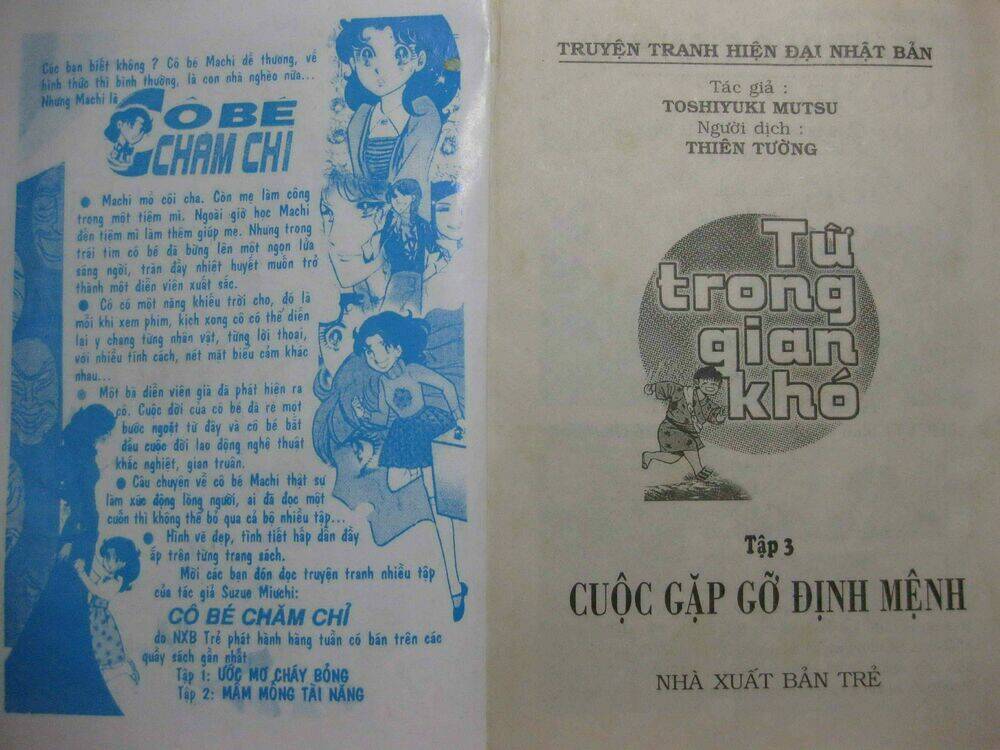 Các bạn biết không ? Cô bé Machi dễ thương, về
hình thức thì bình thường, là con nhà nghèo nữa...
Nhưng Machi là
CÔ BÉ
CHĂM CHỈ
● Machi mồ côi cha. Còn mẹ làm công
trong một tiệm mì. Ngoài giờ học Machi
đến tiệm mì làm thêm giúp mẹ. Nhưng trong
trái tim cô bé đã bừng lên một ngọn lửa
sáng ngời, tràn đầy nhiệt huyết muốn trở
thành một diễn viên xuất sắc.
● Cô có một năng khiếu trời cho, đó là
mỗi khi xem phim, kịch xong cô có thể diễn
lại y chang từng nhân vật, từng lời thoại,
với nhiều tính cách, nét mặt biểu cảm khác
nhau...
● Một bà diễn viên già đã phát hiện ra
cô. Cuộc đời của cô bé đã rẽ một
bước ngoặt từ đây và cô bé bắt
đầu cuộc đời lao động nghệ thuật
khắc nghiệt, gian truân.
● Câu chuyện về cô bé Machi thật sự
làm xúc động lòng người, ai đã đọc một
cuốn thì không thể bỏ qua cả bộ nhiều tập...
● Hình vẽ đẹp, tình tiết hấp dẫn đầy
ắp trên từng trang sách.
Mời các bạn đón đọc truyện tranh nhiều tập
của tác giả Suzue Miuchi:
CÔ BÉ CHĂM CHỈ
do NXB Trẻ phát hành hàng tuần có bán trên các
quầy sách gần nhất
Tập 1: ƯỚC MƠ CHÁY BỎNG
Tập 2: MẦM MỐNG TÀI NĂNG
TRUYỆN TRANH HIỆN ĐẠI NHẬT BẢN
Tác giả :
TOSHIYUKI MUTSU
Người dịch :
THIÊN TƯỜNG
Từ
trong
gian
khó
Tập 3
CUỘC GẶP GỠ ĐỊNH MỆNH
NHÀ XUẤT BẢN TRẺ